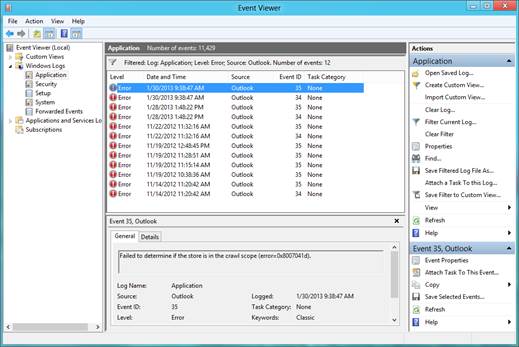 Event Viewer
File Action View Help
Event Viewer (Local)
Custom Views
Windows Logs
Application
Security
Setup
System
Forwarded Events
Applications and Services Lo
Subscriptions
Application Number of events: 11,429
Filtered: Log: Application; Level: Error; Source: Outlook. Number of events: 12
Level Date and Time Source Event ID Task Category
Error 1/30/2013 9:38:47 AM Outlook 35 None
Error 1/30/2013 9:38:47 AM Outlook 34 None
Error 1/28/2013 1:48:22 PM Outlook 35 None
Error 1/28/2013 1:48:22 PM Outlook 34 None
Error 11/22/2012 11:32:16 AM Outlook 35 None
Error 11/22/2012 11:32:16 AM Outlook 34 None
Error 11/19/2012 12:48:45 PM Outlook 35 None
Error 11/19/2012 11:28:51 AM Outlook 35 None
Error 11/19/2012 11:15:14 AM Outlook 35 None
Error 11/19/2012 10:38:36 AM Outlook 35 None
Error 11/14/2012 11:20:42 AM Outlook 35 None
Error 11/14/2012 11:20:42 AM Outlook 34 None
Event 35, Outlook
General Details
Failed to determine if the store is in the crawl scope (error=0x8007041d).
Log Name: Application
Source: Outlook Logged: 1/30/2013 9:38:47 AM
Event ID: 35 Task Category: None
Level: Error Keywords: Classic
Actions
Application
Open Saved Log...
Create Custom View...
Import Custom View...
Clear Log...
Filter Current Log...
Clear Filter
Properties
Find...
Save Filtered Log File As...
Attach a Task To this Log...
Save Filter to Custom View...
View
Refresh
Help
Event 35, Outlook
Event Properties
Attach Task To This Event...
Copy
Save Selected Events...
Refresh
Help